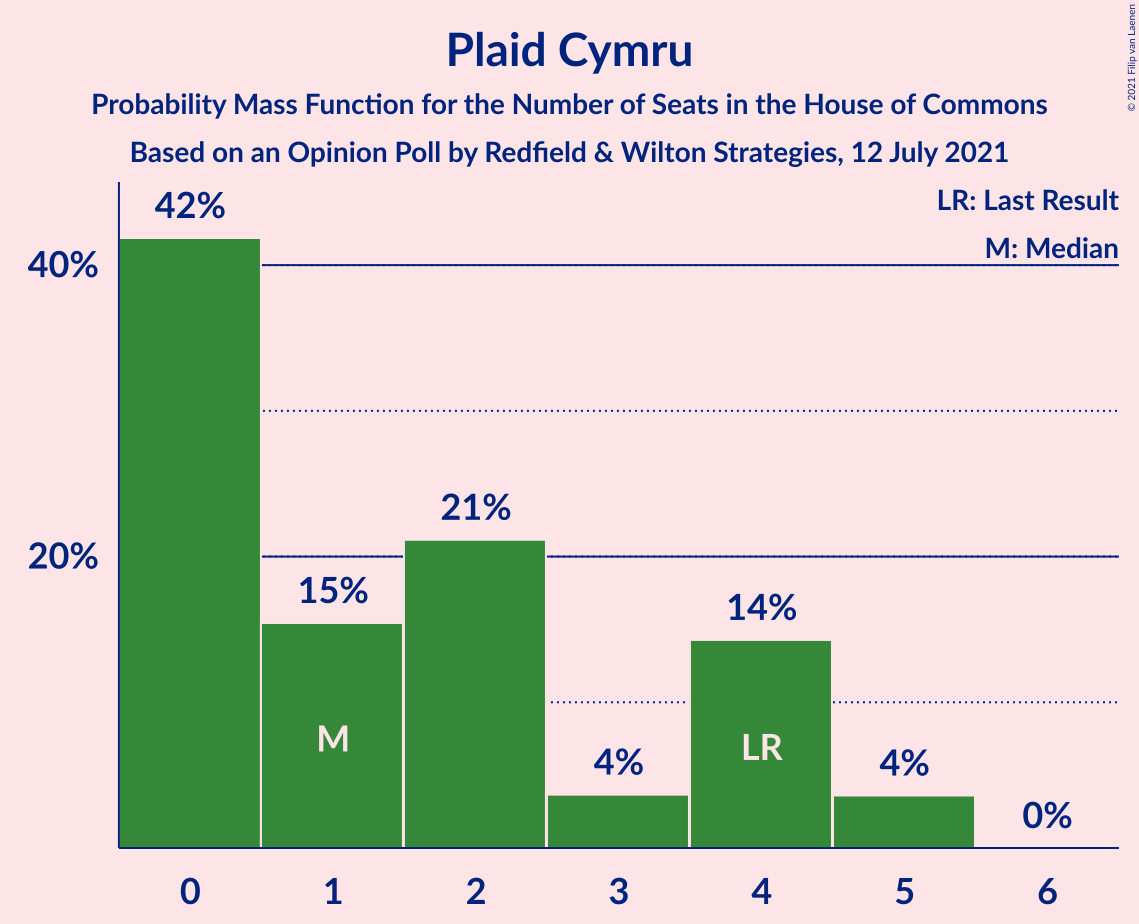 Plaid Cymru
Probability Mass Function for the Number of Seats in the House of Commons
Based on an Opinion Poll by Redfield & Wilton Strategies, 12 July 2021
© 2021 Filip van Laenen
LR: Last Result
M: Median
42%
40%
21%
20%
15%
14%
M
LR
4%
4%
0%
0 1 2 3 4 5 6